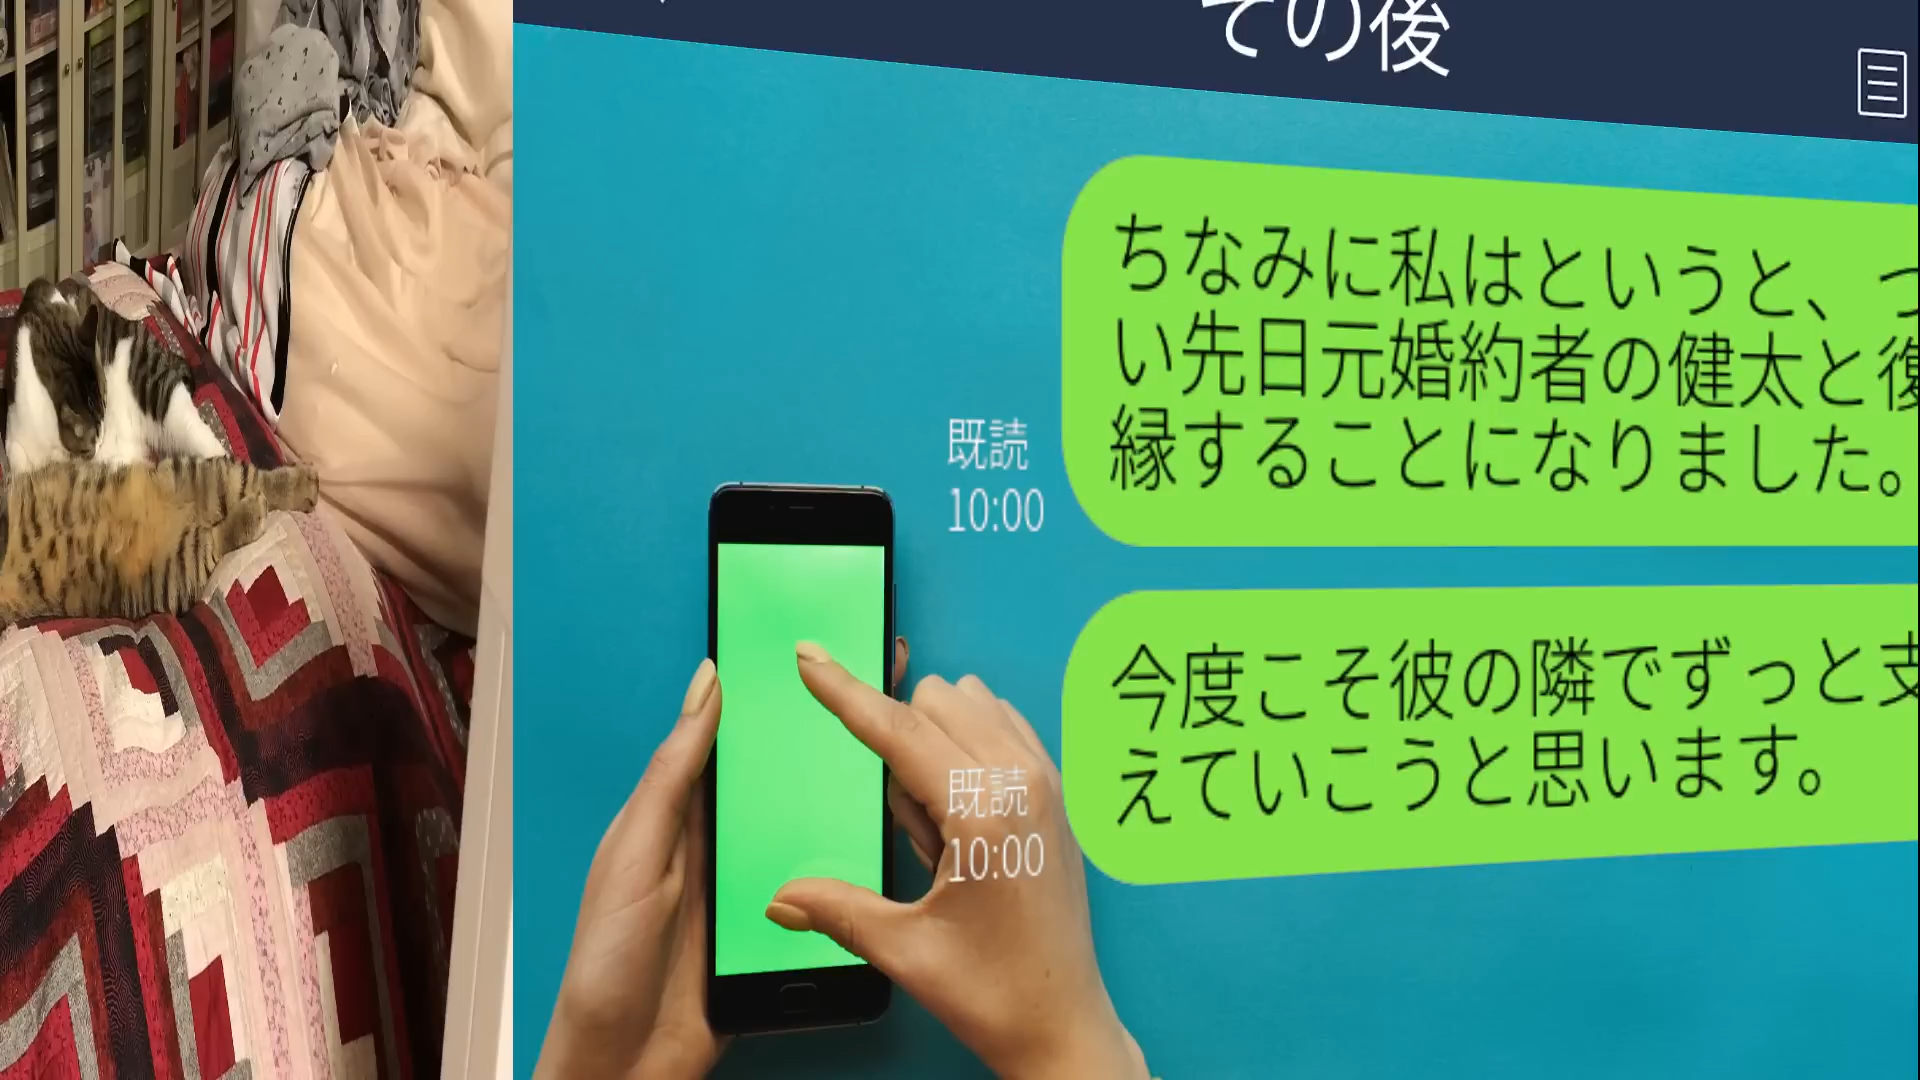 その後
ちなみに私はというと、つ
い先日元婚約者の健太と復
縁することになりました。
既読
10:00
今度こそ彼の隣でずっと支
えていこうと思います。
既読
10:00